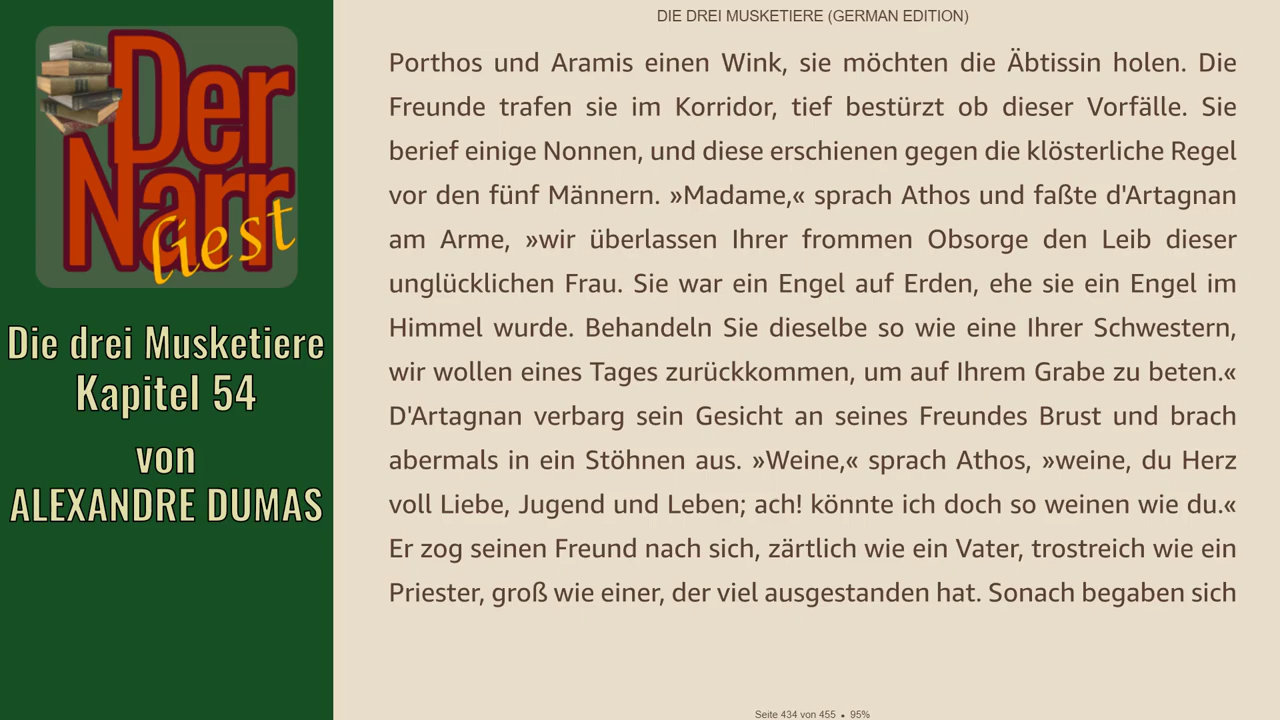 Der
Narr
liest
Die drei Musketiere
Kapitel 54
von
ALEXANDRE DUMAS
DIE DREI MUSKETIERE (GERMAN EDITION)
Porthos und Aramis einen Wink, sie möchten die Äbtissin holen. Die
Freunde trafen sie im Korridor, tief bestürzt ob dieser Vorfälle. Sie
berief einige Nonnen, und diese erschienen gegen die klösterliche Regel
vor den fünf Männern. »Madame,« sprach Athos und faßte d'Artagnan
am Arme, »wir überlassen Ihrer frommen Obsorge den Leib dieser
unglücklichen Frau. Sie war ein Engel auf Erden, ehe sie ein Engel im
Himmel wurde. Behandeln Sie dieselbe so wie eine Ihrer Schwestern,
wir wollen eines Tages zurückkommen, um auf Ihrem Grabe zu beten.«
D'Artagnan verbarg sein Gesicht an seines Freundes Brust und brach
abermals in ein Stöhnen aus. »Weine,« sprach Athos, »weine, du Herz
voll Liebe, Jugend und Leben; ach! könnte ich doch so weinen wie du.«
Er zog seinen Freund nach sich, zärtlich wie ein Vater, trostreich wie ein
Priester, groß wie einer, der viel ausgestanden hat. Sonach begaben sich
Seite 434 von 455 • 95%